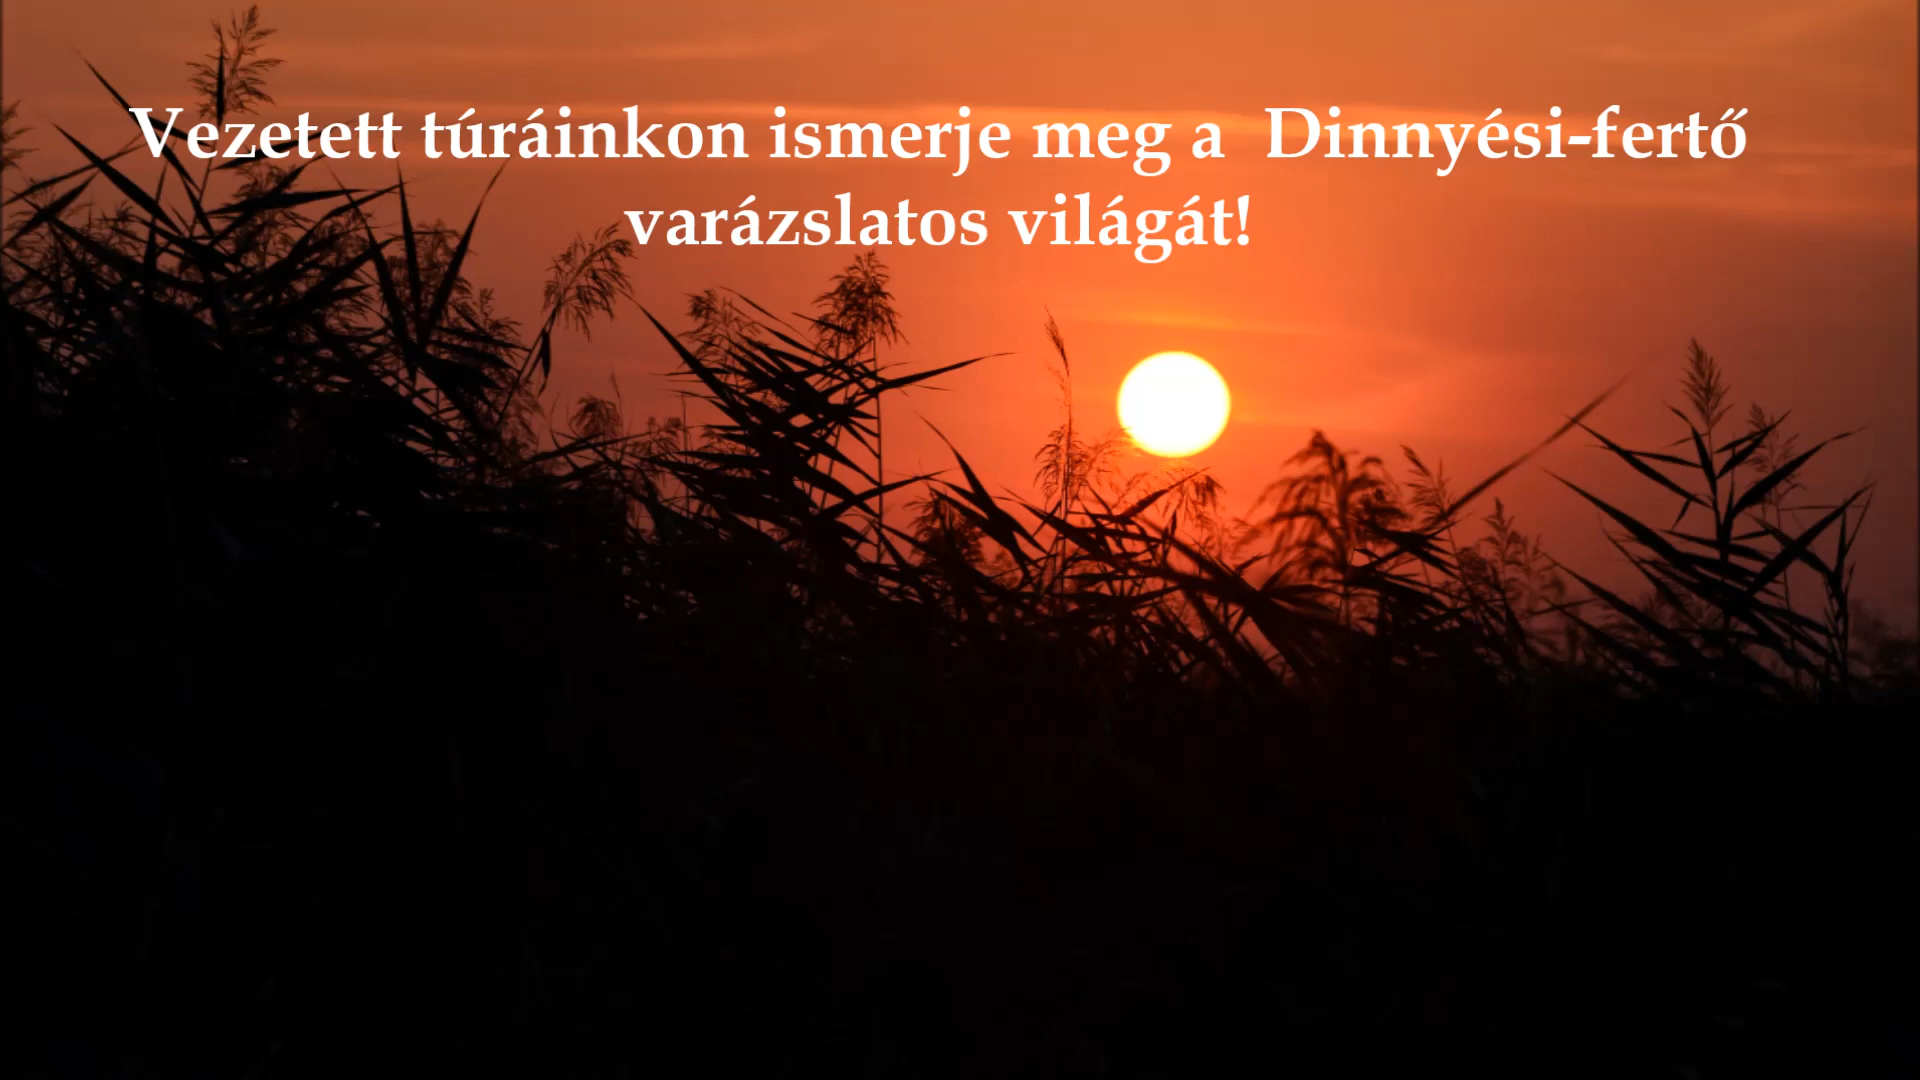 Vezetett túráinkon ismerje meg a  Dinnyési-fertő
varázslatos világát!